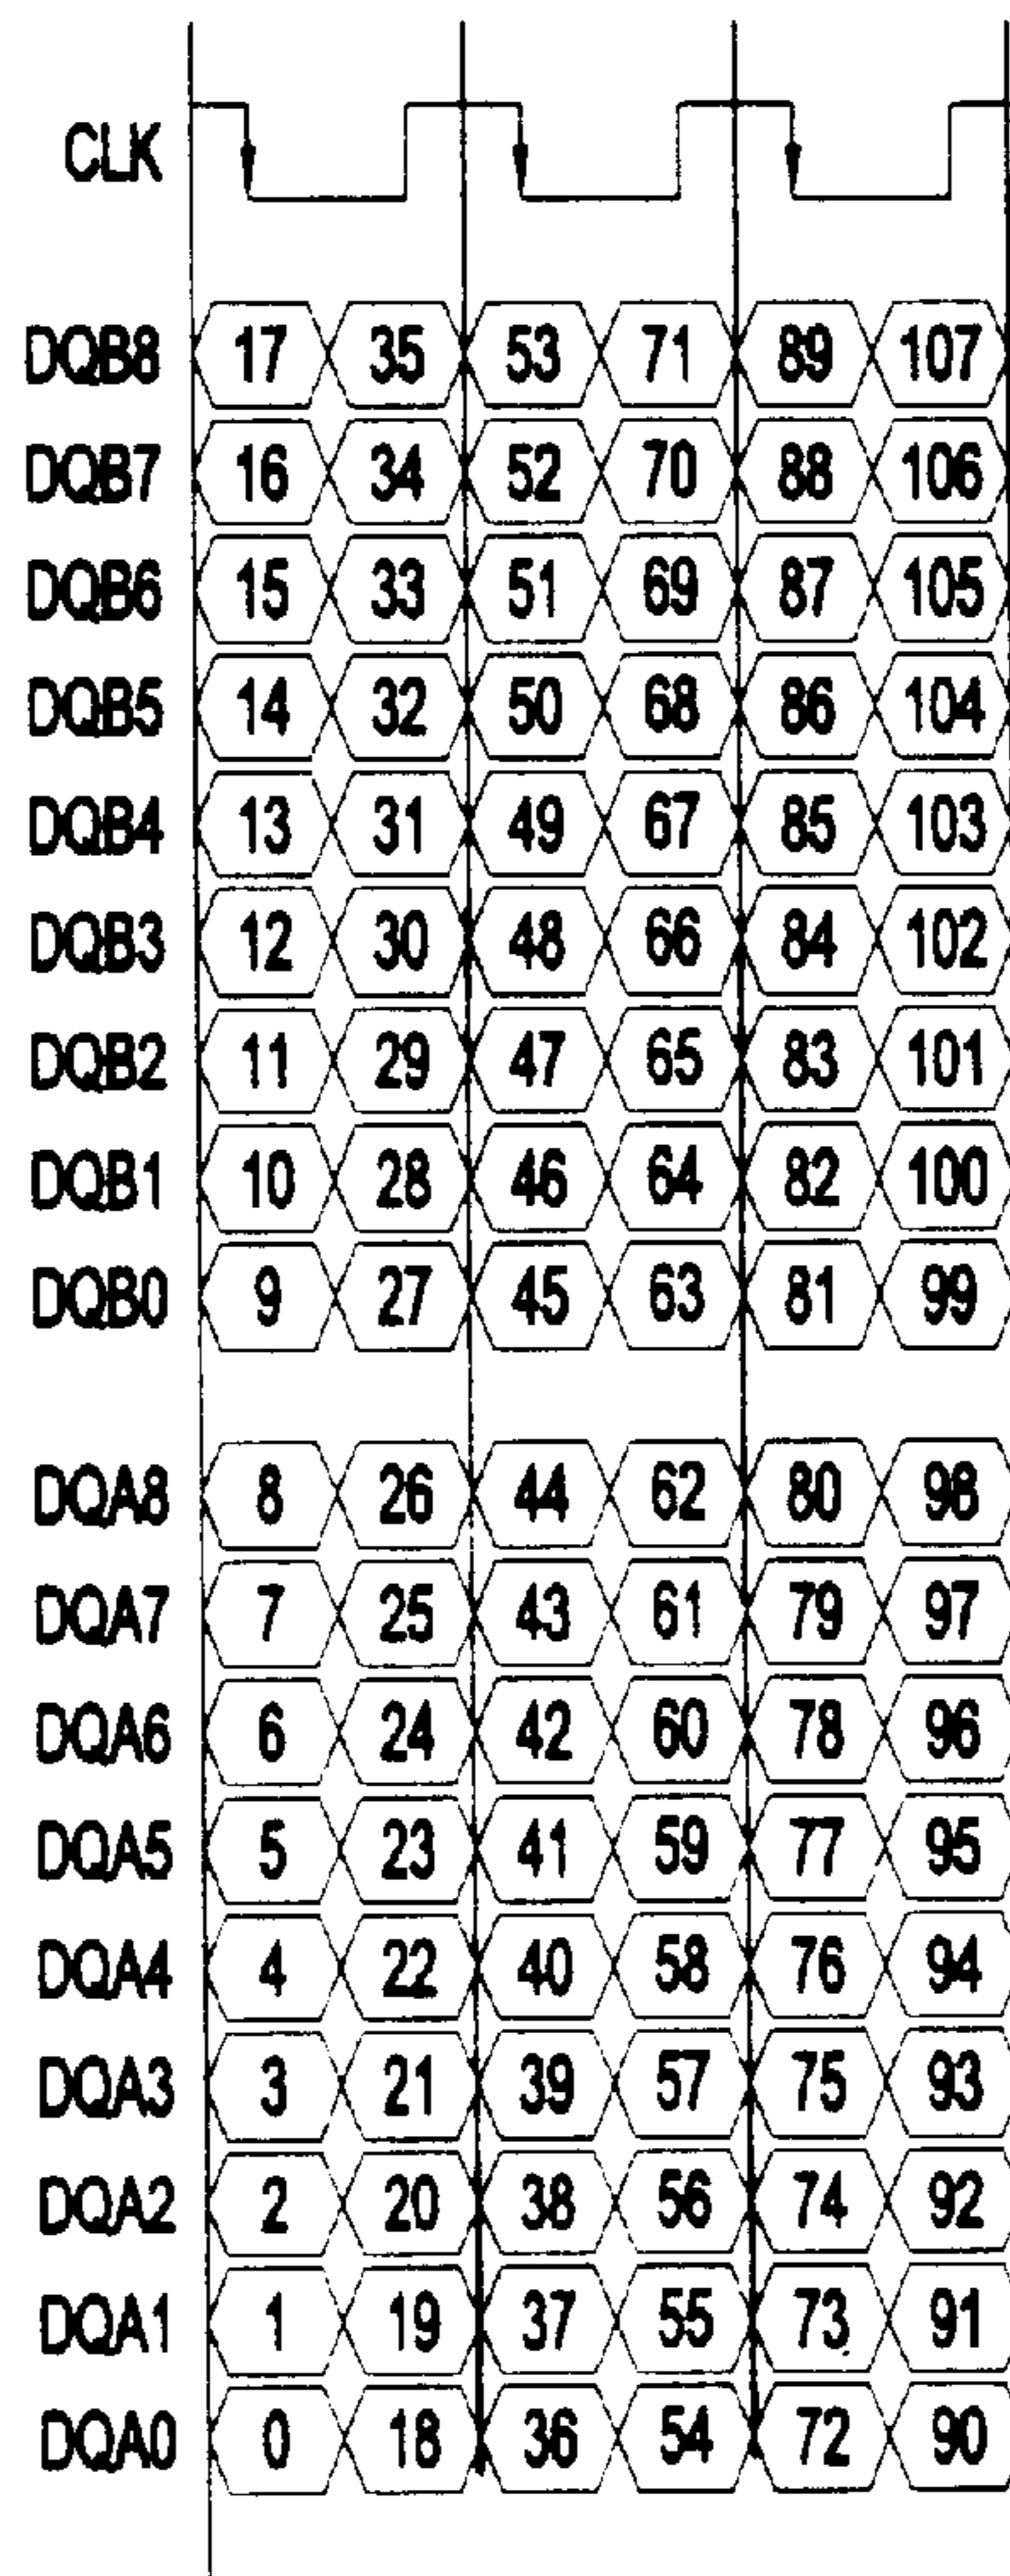 CLK
DQB8 17 35 53 71 89 107
DQB7 16 34 52 70 88 106
DQB6 15 33 51 69 87 105
DQB5 14 32 50 68 86 104
DQB4 13 31 49 67 85 103
DQB3 12 30 48 66 84 102
DQB2 11 29 47 65 83 101
DQB1 10 28 46 64 82 100
DQB0 9 27 45 63 81 99
DQA8 8 26 44 62 80 98
DQA7 7 25 43 61 79 97
DQA6 6 24 42 60 78 96
DQA5 5 23 41 59 77 95
DQA4 4 22 40 58 76 94
DQA3 3 21 39 57 75 93
DQA2 2 20 38 56 74 92
DQA1 1 19 37 55 73 91
DQA0 0 18 36 54 72 90